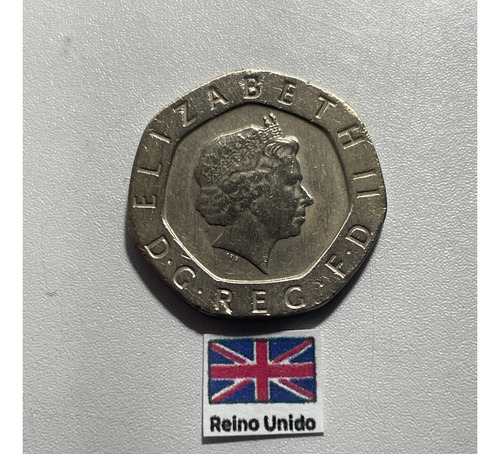 ELIZABETH II
D·G·REG·F·D
Reino Unido